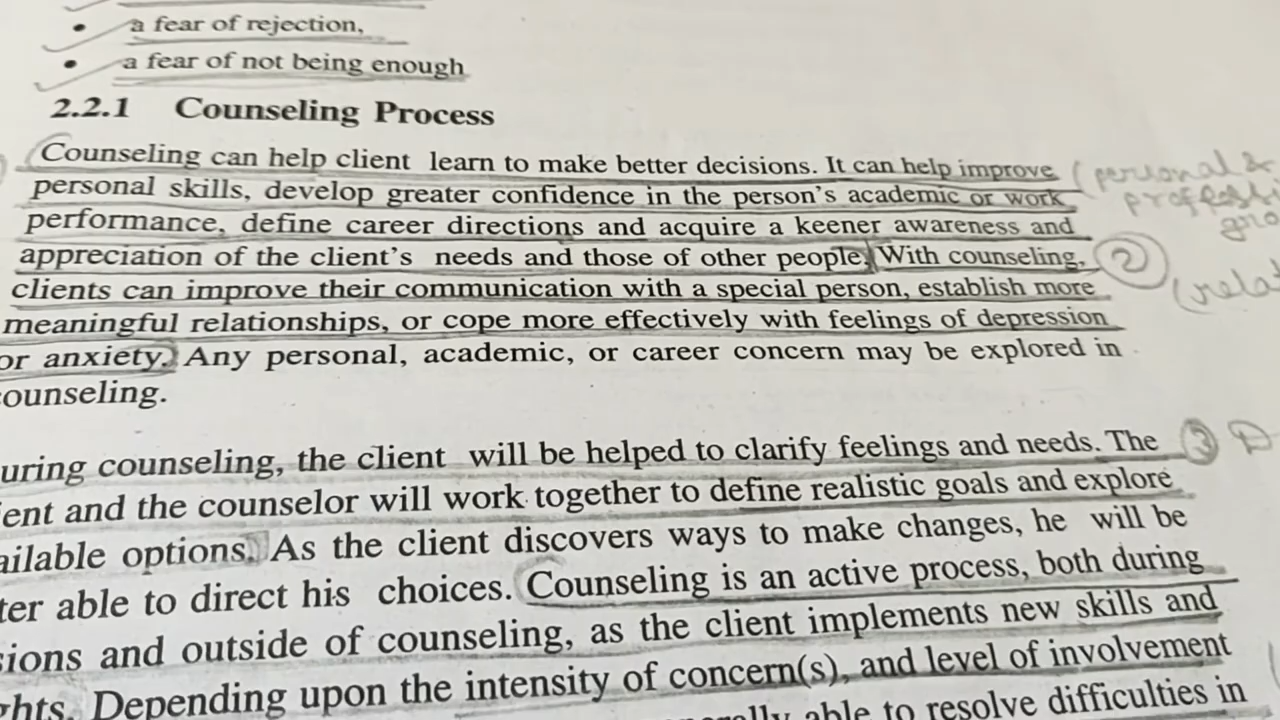 • a fear of rejection,
• a fear of not being enough
2.2.1 Counseling Process
Counseling can help client learn to make better decisions. It can help improve (personal &
personal skills, develop greater confidence in the person's academic or work
performance, define career directions and acquire a keener awareness and
appreciation of the client's needs and those of other people. With counseling, 2
clients can improve their communication with a special person, establish more
meaningful relationships, or cope more effectively with feelings of depression
or anxiety. Any personal, academic, or career concern may be explored in
counseling.
uring counseling, the client will be helped to clarify feelings and needs. The 3
ent and the counselor will work together to define realistic goals and explore
ailable options. As the client discovers ways to make changes, he will be
ter able to direct his choices. Counseling is an active process, both during
sions and outside of counseling, as the client implements new skills and
ghts. Depending upon the intensity of concern(s), and level of involvement
able to resolve difficulties in